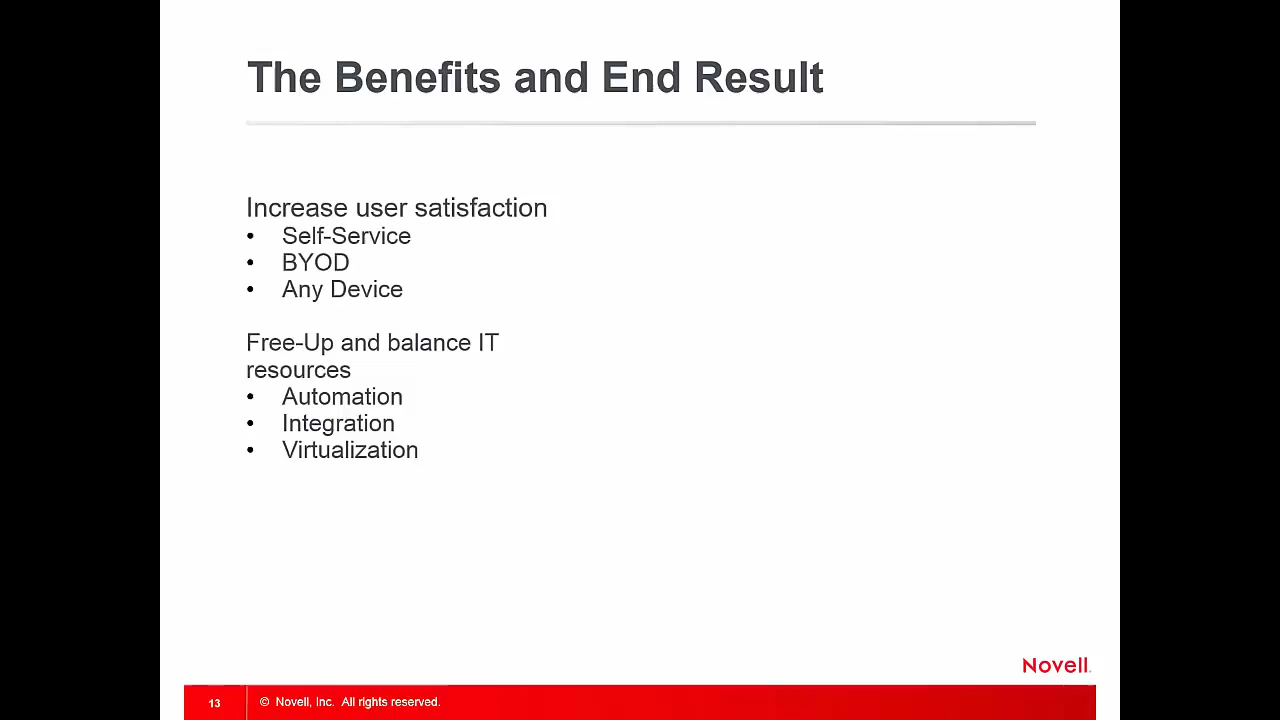 The Benefits and End Result
Increase user satisfaction
• Self-Service
• BYOD
• Any Device
Free-Up and balance IT
resources
• Automation
• Integration
• Virtualization
Novell.
13
© Novell, Inc. All rights reserved.